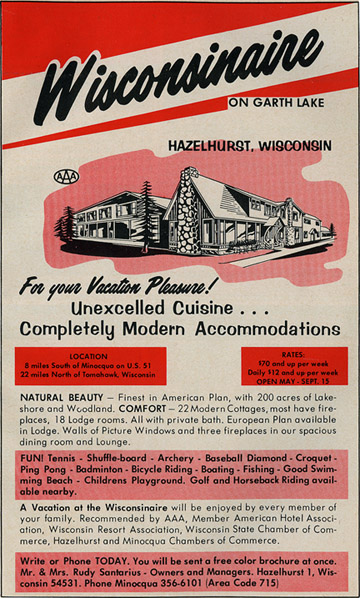 Wisconsinaire
ON GARTH LAKE
HAZELHURST, WISCONSIN
AAA
For your Vacation Pleasure!
Unexcelled Cuisine . . .
Completely Modern Accommodations
LOCATION
8 miles South of Minocqua on U.S. 51
22 miles North of Tomahawk, Wisconsin
RATES:
$70 and up per week
Daily $12 and up per week
OPEN MAY - SEPT. 15
NATURAL BEAUTY – Finest in American Plan, with 200 acres of Lake-
shore and Woodland. COMFORT – 22 Modern Cottages, most have fire-
places, 18 Lodge rooms. All with private bath. European Plan available
in Lodge. Walls of Picture Windows and three fireplaces in our spacious
dining room and Lounge.
FUN! Tennis - Shuffle-board - Archery - Baseball Diamond - Croquet -
Ping Pong - Badminton - Bicycle Riding - Boating - Fishing - Good Swim-
ming Beach - Childrens Playground. Golf and Horseback Riding avail-
able nearby.
A Vacation at the Wisconsinaire will be enjoyed by every member of
your family. Recommended by AAA, Member American Hotel Associ-
ation, Wisconsin Resort Association, Wisconsin State Chamber of Com-
merce, Hazelhurst and Minocqua Chambers of Commerce.
Write or Phone TODAY. You will be sent a free color brochure at once.
Mr. & Mrs. Rudy Santarius - Owners and Managers. Hazelhurst 1, Wis-
consin 54531. Phone Minocqua 356-6101 (Area Code 715)